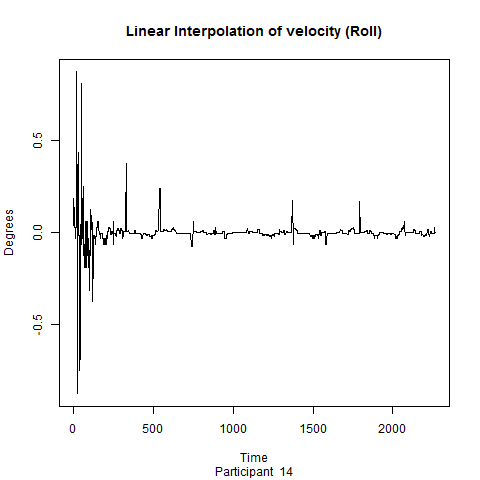 Linear Interpolation of velocity (Roll)
Degrees
0.5
0.0
-0.5
0 500 1000 1500 2000
Time
Participant 14